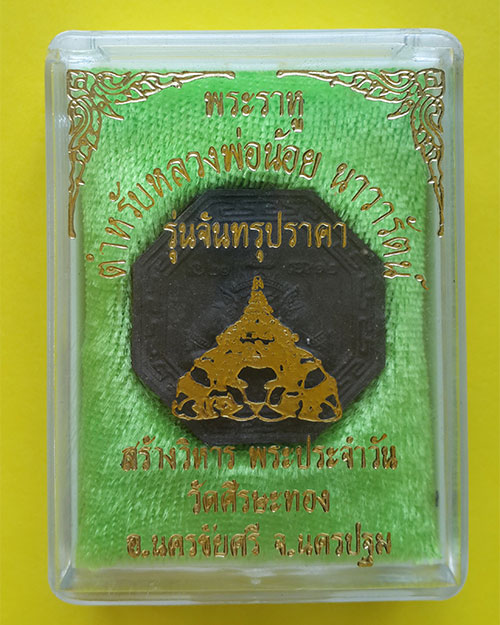 พระราหู
ตำหรับหลวงพ่อน้อย นาวารัตน์
รุ่นจันทรุปราคา
สร้างวิหาร พระประจำวัน
วัดศิรษะทอง
อ.นครชัยศรี จ.นครปฐม